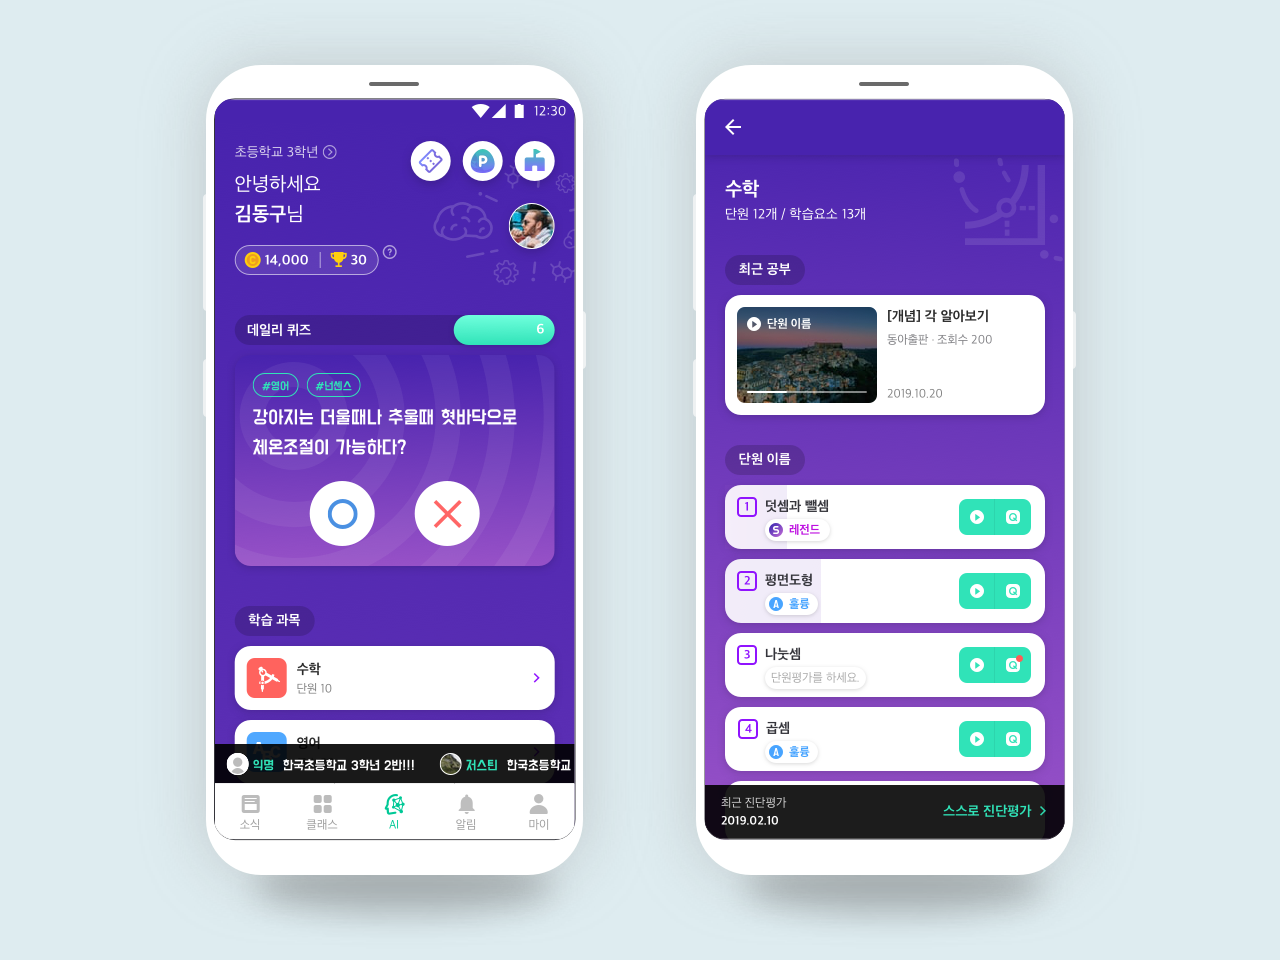 12:30
초등학교 3학년
안녕하세요
김동구님
P
14,000
30
?
데일리 퀴즈
6
#영어
#넌센스
강아지는 더울때나 추울때 혓바닥으로
체온조절이 가능하다?
학습 과목
수학
단원 10
영어
익명 한국초등학교 3학년 2반!!!
저스틴 한국초등학교
소식
클래스
AI
알림
마이
수학
단원 12개 / 학습요소 13개
최근 공부
단원 이름
[개념] 각 알아보기
동아출판 · 조회수 200
2019.10.20
단원 이름
1
덧셈과 뺄셈
S 레전드
Q
2
평면도형
A 훌륭
Q
3
나눗셈
단원평가를 하세요.
Q
4
곱셈
A 훌륭
Q
최근 진단평가
2019.02.10
스스로 진단평가